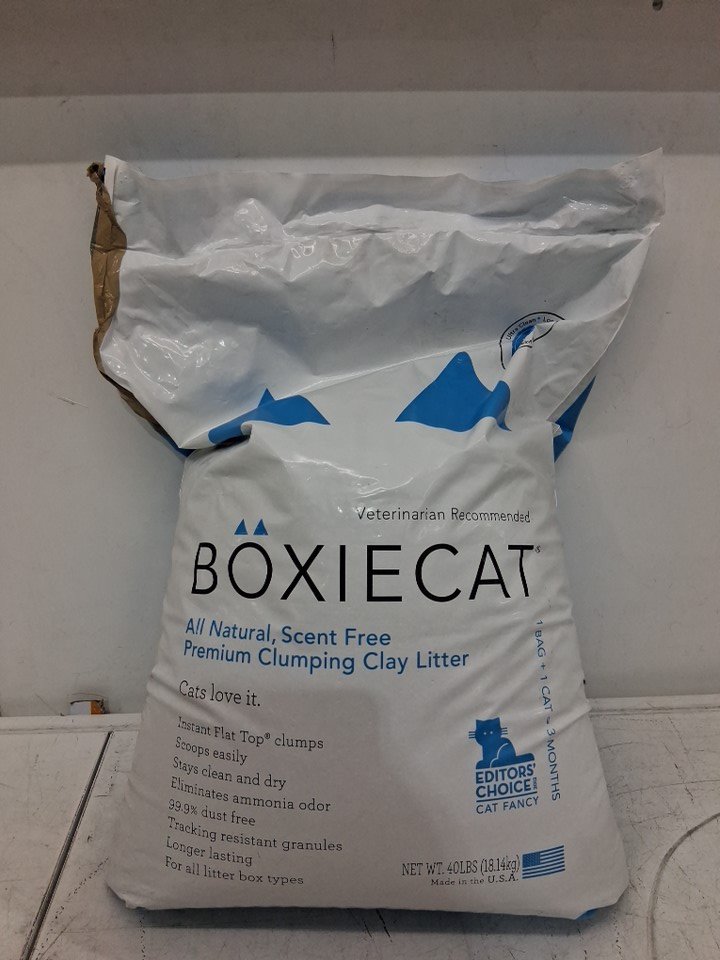 Ultra Clean
Veterinarian Recommended
BÖXIECAT®
All Natural, Scent Free
Premium Clumping Clay Litter
1 BAG + 1 CAT = 3 MONTHS
Cats love it.
Instant Flat Top® clumps
Scoops easily
Stays clean and dry
Eliminates ammonia odor
99.9% dust free
Tracking resistant granules
Longer lasting
For all litter box types
EDITORS'
CHOICE
CAT FANCY
NET WT. 40LBS (18.14kg)
Made in the U.S.A.